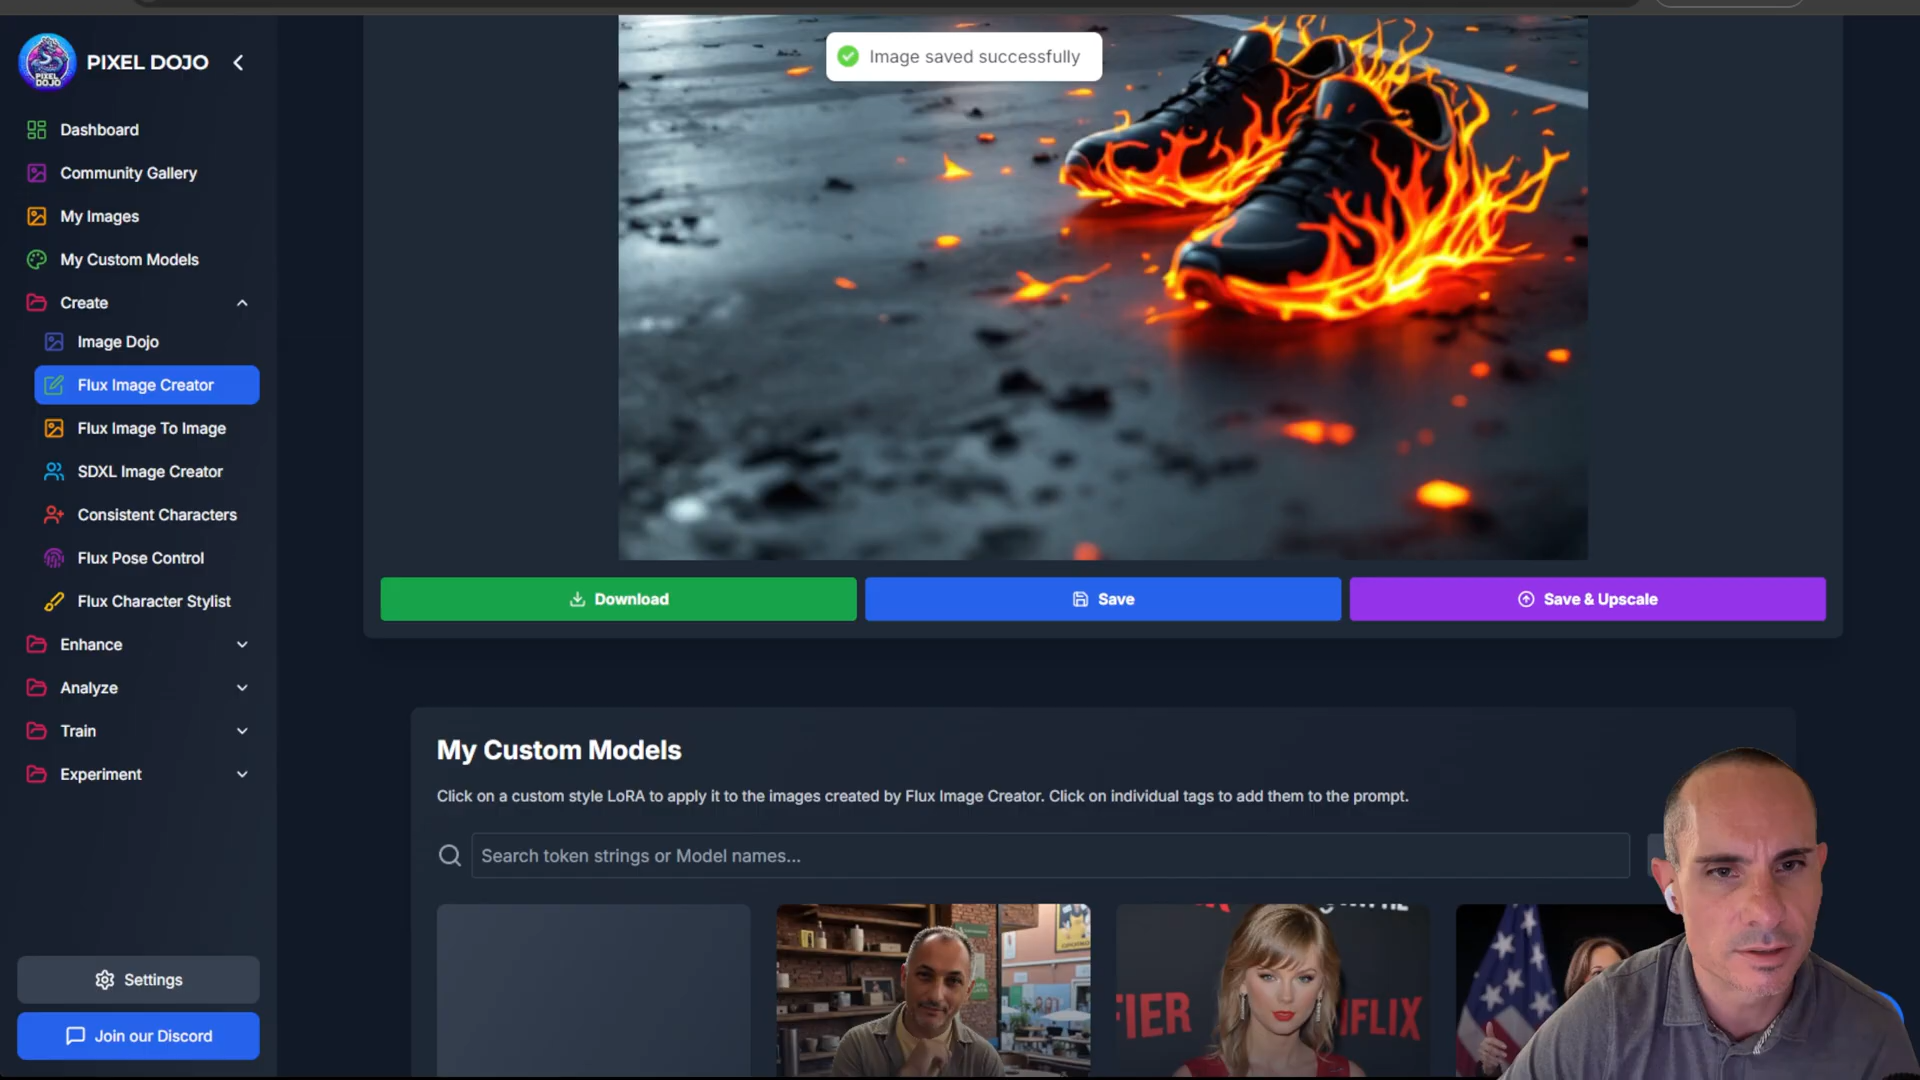 PIXEL DOJO
PIXEL
DOJO
Dashboard
Community Gallery
My Images
My Custom Models
Create
Image Dojo
Flux Image Creator
Flux Image To Image
SDXL Image Creator
Consistent Characters
Flux Pose Control
Flux Character Stylist
Enhance
Analyze
Train
Experiment
Settings
Join our Discord
Image saved successfully
Download
Save
Save & Upscale
My Custom Models
Click on a custom style LoRA to apply it to the images created by Flux Image Creator. Click on individual tags to add them to the prompt.
Search token strings or Model names...